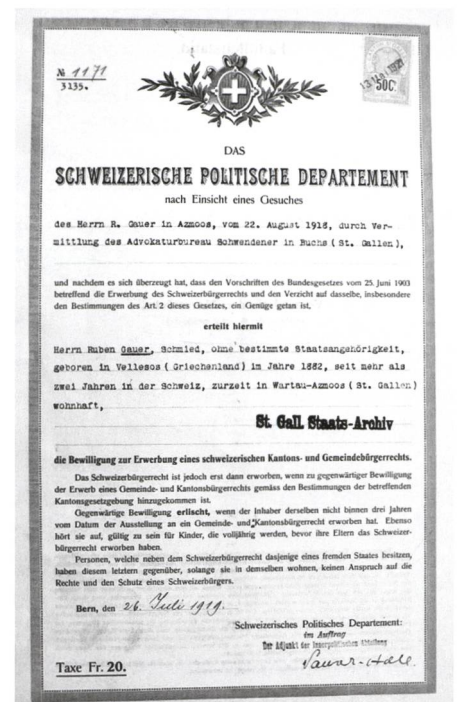 № 1171
3135.
13.VIII.1921
50C.
DAS
SCHWEIZERISCHE POLITISCHE DEPARTEMENT
nach Einsicht eines Gesuches
des Herrn R. Gauer in Azmoos, vom 22. August 1918, durch Ver-
mittlung des Advokaturbureau Schwendener in Buchs (St. Gallen),
und nachdem es sich überzeugt hat, dass den Vorschriften des Bundesgesetzes vom 25. Juni 1903
betreffend die Erwerbung des Schweizerbürgerrechts und den Verzicht auf dasselbe, insbesondere
den Bestimmungen des Art. 2 dieses Gesetzes, ein Genüge getan ist,
erteilt hiermit
Herrn Ruben Gauer, Schmied, ohne bestimmte Staatsangehörigkeit,
geboren in Vellesos (Griechenland) im Jahre 1882, seit mehr als
zwei Jahren in der Schweiz, zurzeit in Wartau-Azmoos (St. Gallen)
wohnhaft,
St. Gall. Staats-Archiv
die Bewilligung zur Erwerbung eines schweizerischen Kantons- und Gemeindebürgerrechts.
Das Schweizerbürgerrecht ist jedoch erst dann erworben, wenn zu gegenwärtiger Bewilligung
der Erwerb eines Gemeinde- und Kantonsbürgerrechts gemäss den Bestimmungen der betreffenden
Kantonsgesetzgebung hinzugekommen ist.
Gegenwärtige Bewilligung erlischt, wenn der Inhaber derselben nicht binnen drei Jahren
vom Datum der Ausstellung an ein Gemeinde- und Kantonsbürgerrecht erworben hat. Ebenso
hört sie auf, gültig zu sein für Kinder, die volljährig werden, bevor ihre Eltern das Schweizer-
bürgerrecht erworben haben.
Personen, welche neben dem Schweizerbürgerrecht dasjenige eines fremden Staates besitzen,
haben diesem letztern gegenüber, solange sie in demselben wohnen, keinen Anspruch auf die
Rechte und den Schutz eines Schweizerbürgers.
Bern, den 26. Juli 1919.
Schweizerisches Politisches Departement:
im Auftrag
Der Adjunkt der Innerpolitischen Abteilung
Taxe Fr. 20.